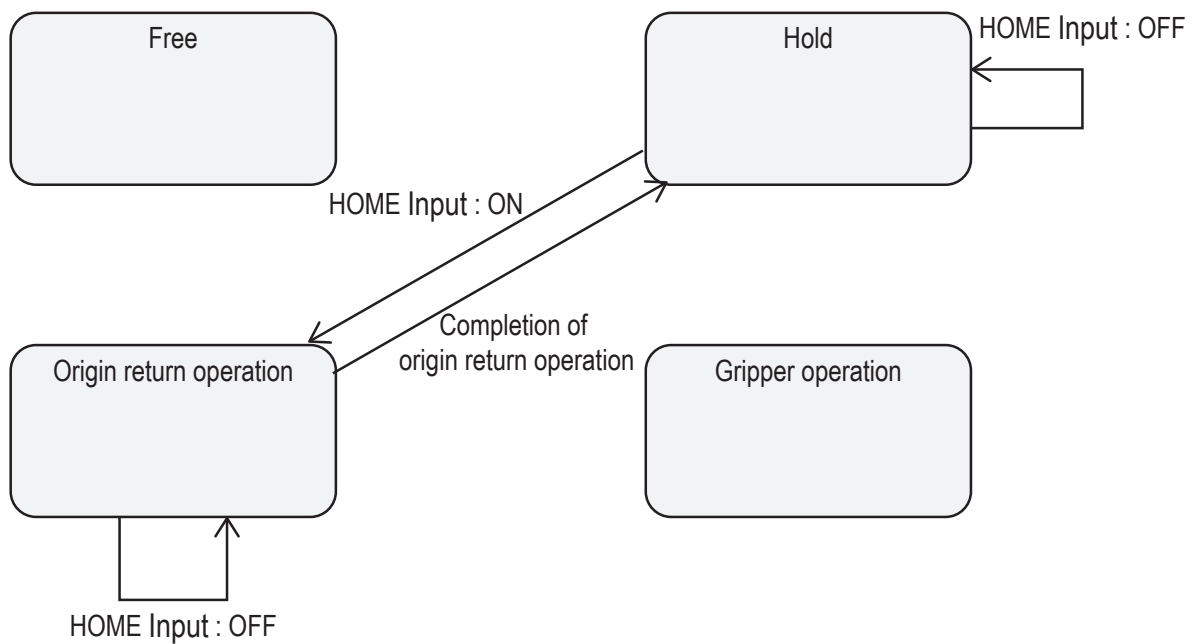 Free
Hold
HOME Input : OFF
HOME Input : ON
Completion of
origin return operation
Origin return operation
Gripper operation
HOME Input : OFF